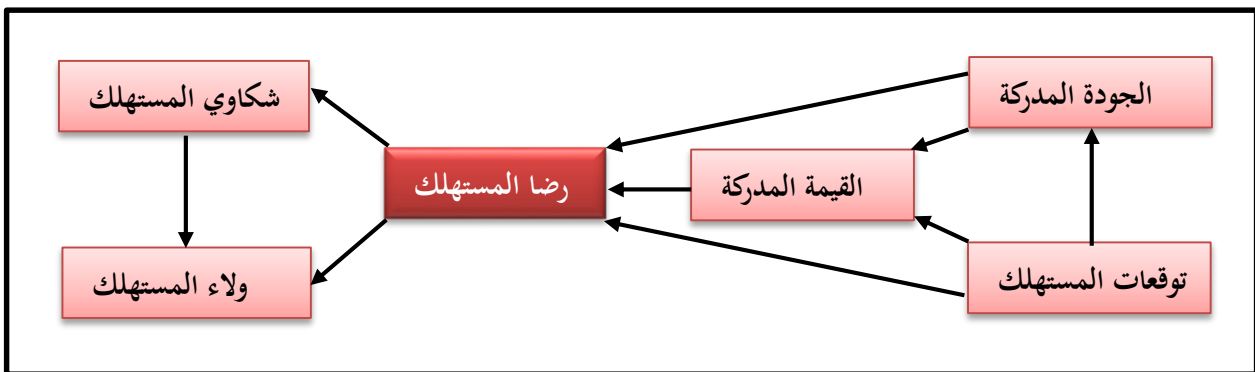 الجودة المدركة
شكاوي المستهلك
القيمة المدركة
رضا المستهلك
توقعات المستهلك
ولاء المستهلك